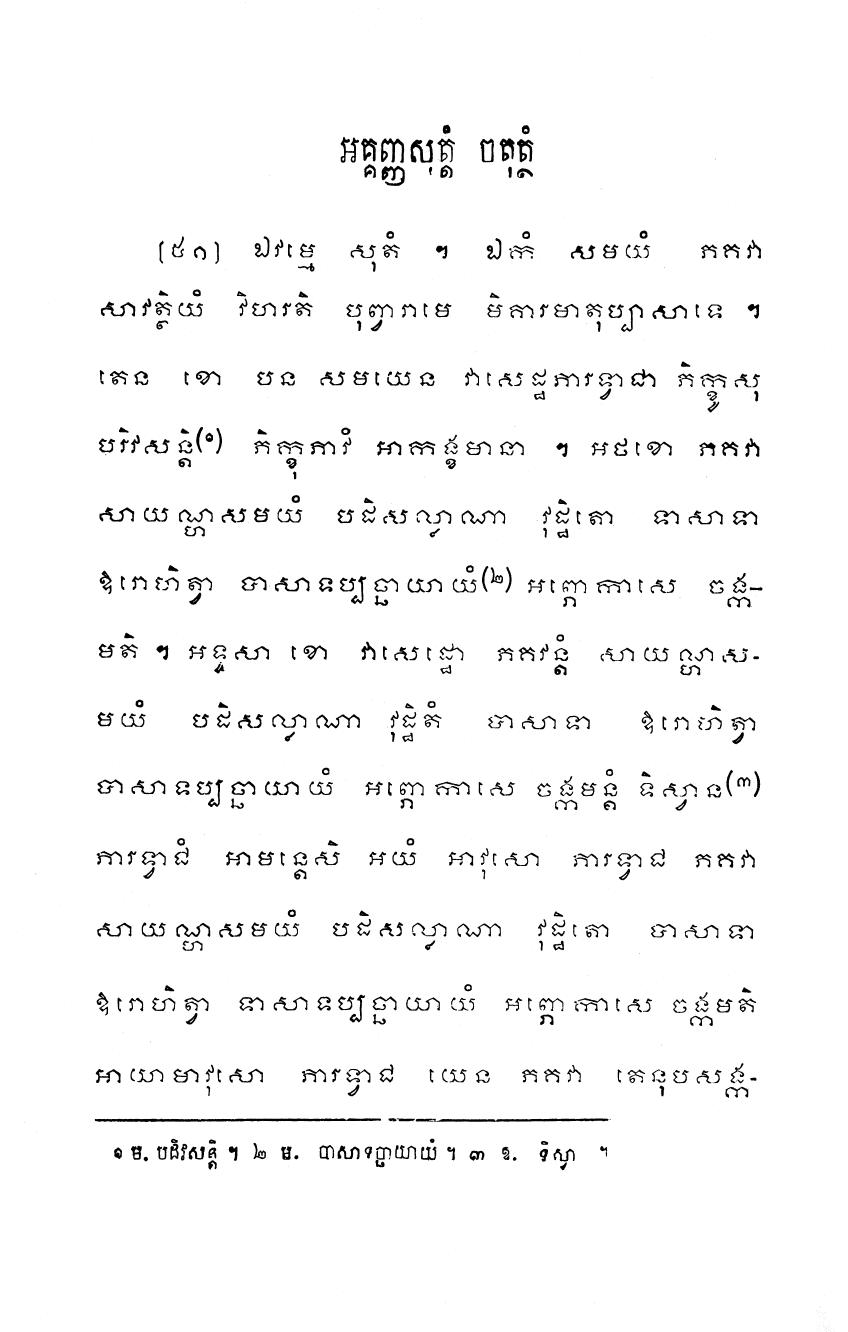 អគ្គញ្ញសុត្តំ ចតុត្ថំ
[៥១] ឯវម្មេ សុតំ ។ ឯកំ សមយំ ភគវា
សាវត្ថិយំ វិហរតិ បុព្វារាមេ មិគារមាតុប្បាសាទេ ។
តេន ខោ បន សមយេន វាសេដ្ឋភារទ្វាជា ភិក្ខូសុ
បរិវសន្តិ(១) ភិក្ខុភាវំ អាកង្ខមានា ។ អថខោ ភគវា
សាយណ្ហសមយំ បដិសល្លាណា វុដ្ឋិតោ បាសាទា
ឱរោហិត្វា បាសាទប្បច្ឆាយាយំ(២) អព្ភោកាសេ ចង្ក-
មតិ ។ អទ្ទសា ខោ វាសេដ្ឋោ ភគវន្តំ សាយណ្ហស-
មយំ បដិសល្លាណា វុដ្ឋិតំ បាសាទា ឱរោហិត្វា
បាសាទប្បច្ឆាយាយំ អព្ភោកាសេ ចង្កមន្តំ ទិស្វាន(៣)
ភារទ្វាជំ អាមន្តេសិ អយំ អាវុសោ ភារទ្វាជ ភគវា
សាយណ្ហសមយំ បដិសល្លាណា វុដ្ឋិតោ បាសាទា
ឱរោហិត្វា បាសាទប្បច្ឆាយាយំ អព្ភោកាសេ ចង្កមតិ
អាយាមាវុសោ ភារទ្វាជ យេន ភគវា តេនុបសង្ក-
១ ម. បដិវសន្តិ ។ ២ ម. បាសាទច្ឆាយាយំ ។ ៣ ឱ. ទិស្វា ។